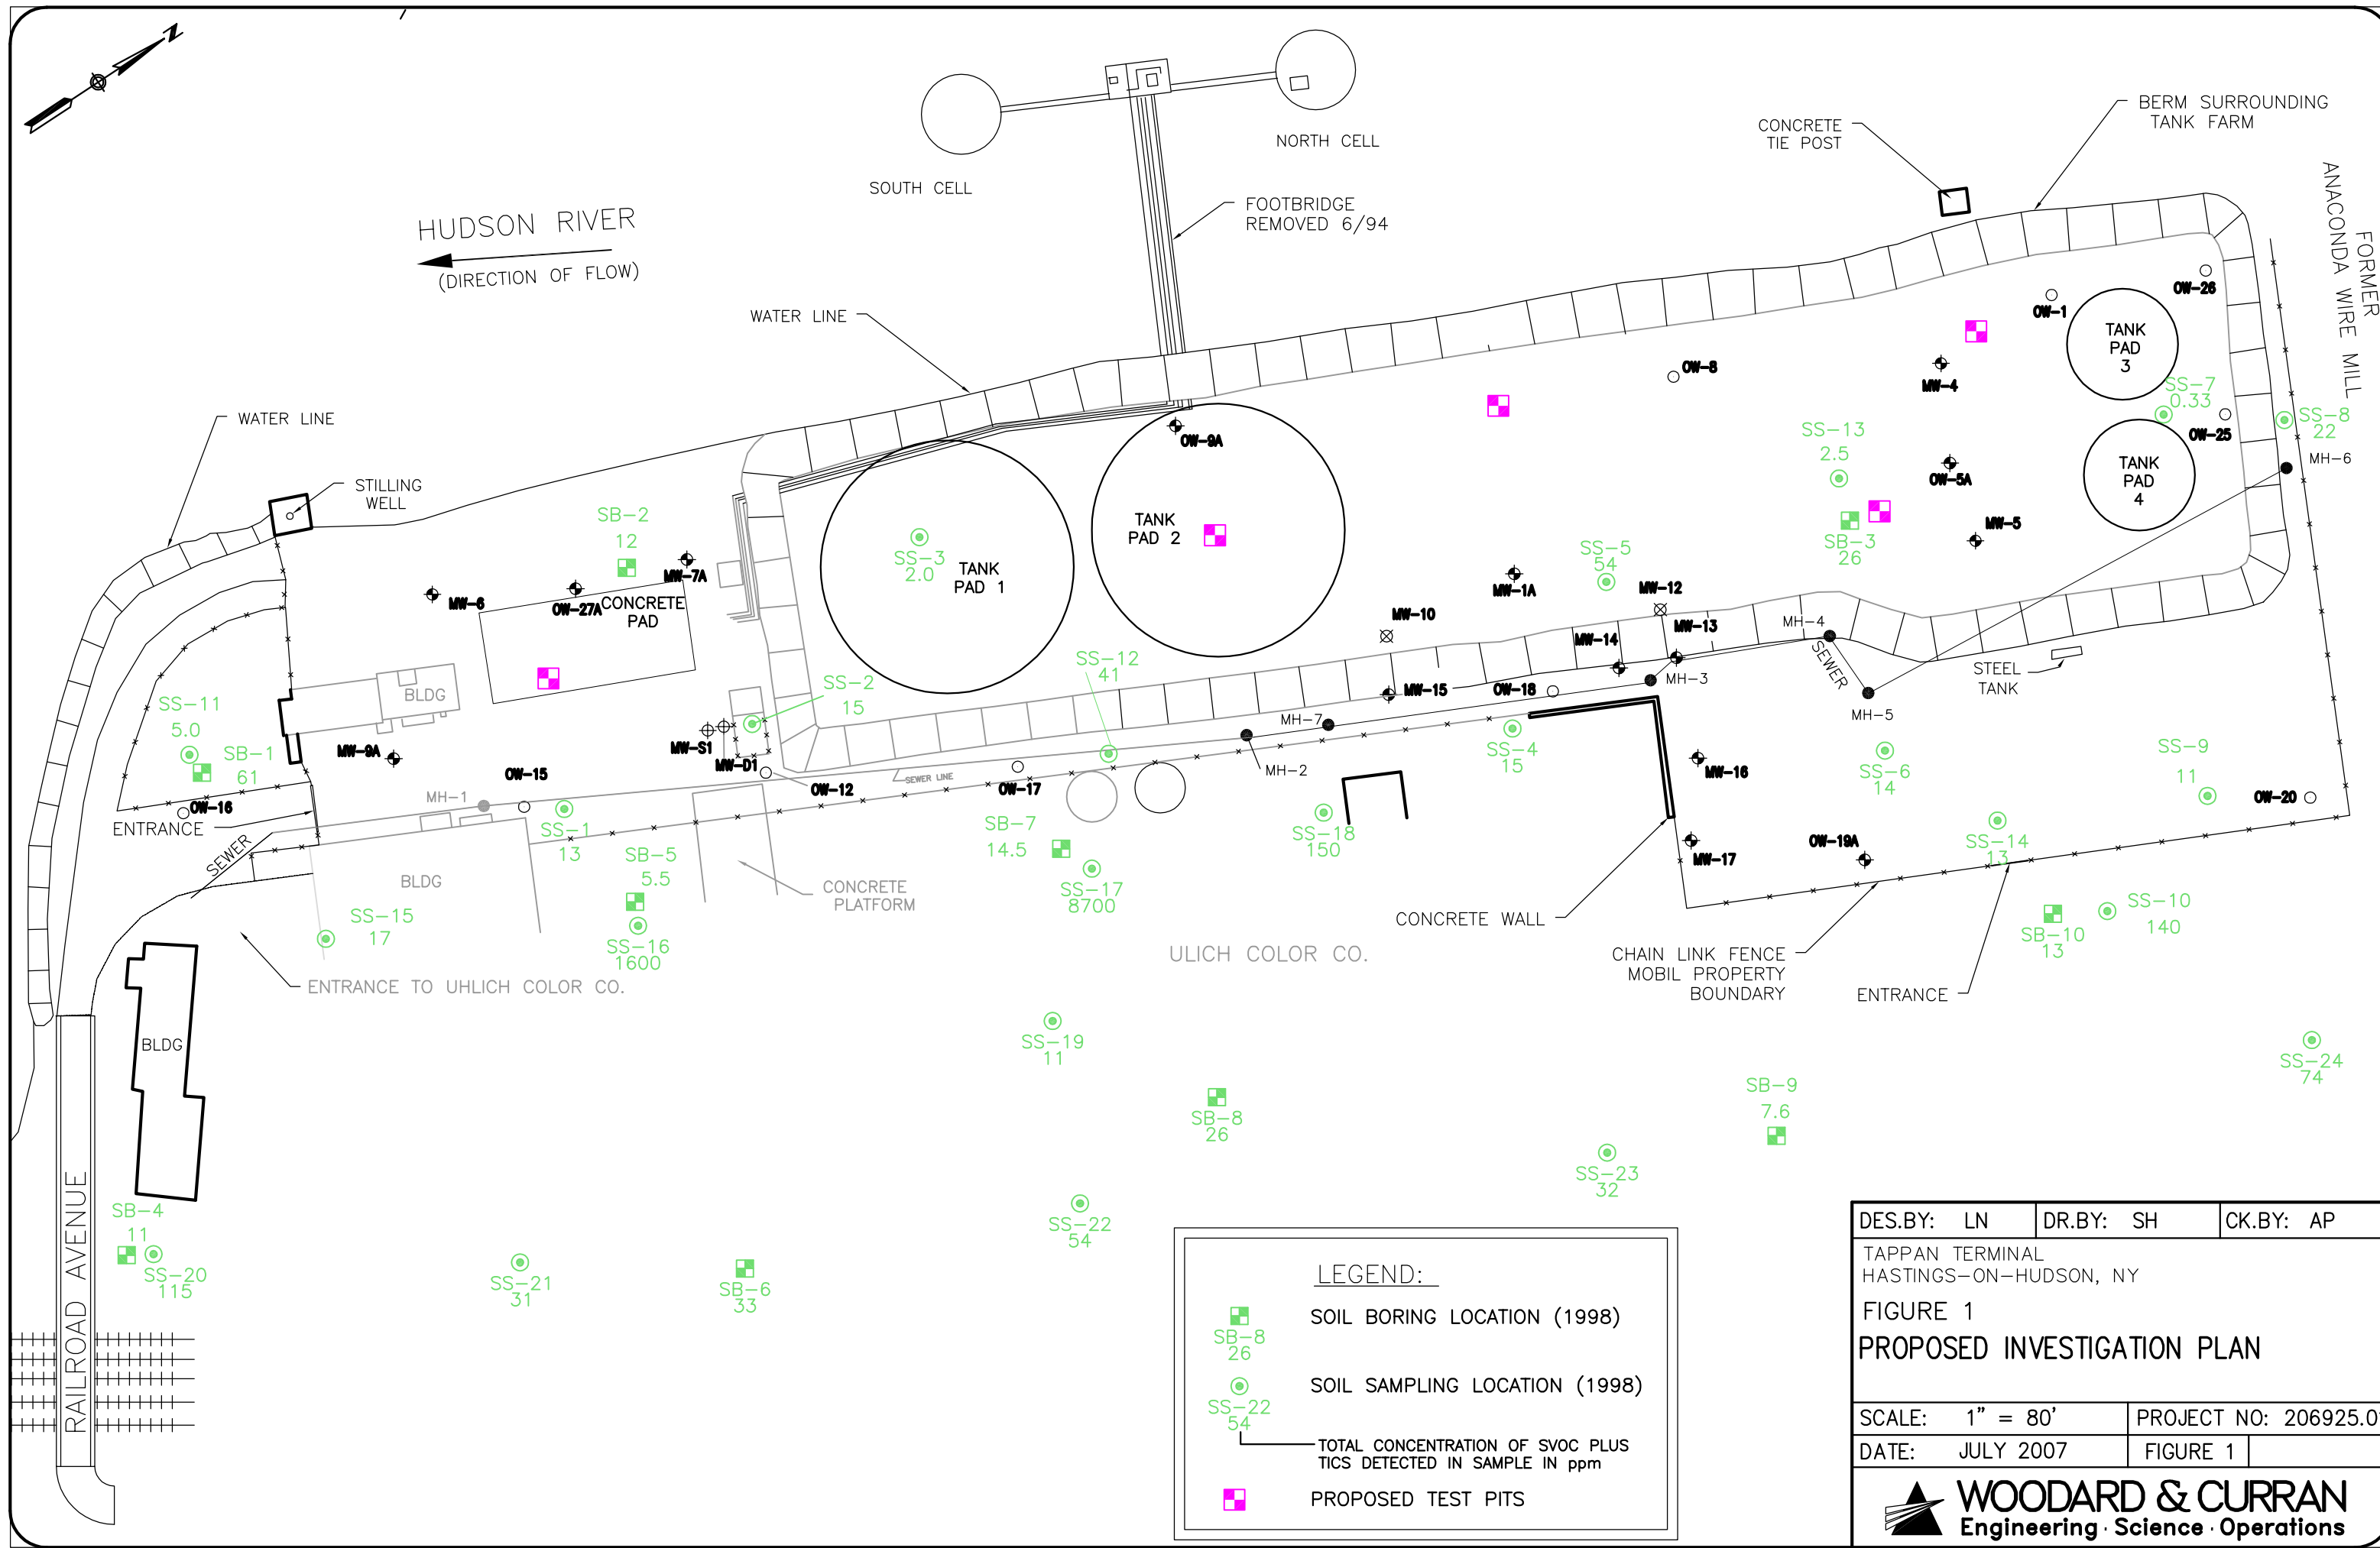 N
HUDSON RIVER
(DIRECTION OF FLOW)
SOUTH CELL
NORTH CELL
FOOTBRIDGE
REMOVED 6/94
CONCRETE
TIE POST
BERM SURROUNDING
TANK FARM
FORMER
ANACONDA WIRE MILL
WATER LINE
WATER LINE
STILLING
WELL
OW-26
OW-1
TANK
PAD
3
OW-8
MW-4
SS-7
0.33
SS-8
22
OW-25
MH-6
OW-9A
SS-13
2.5
OW-5A
TANK
PAD
4
SB-2
12
SS-3
2.0
TANK
PAD 1
TANK
PAD 2
SB-3
26
MW-5
SS-5
54
MW-7A
MW-6
OW-27A
CONCRETE
PAD
MW-1A
MW-12
MW-10
MW-13
MW-14
MH-4
SEWER
STEEL
TANK
BLDG
SS-2
15
SS-12
41
MW-15
OW-18
MH-3
MH-5
SS-11
5.0
SB-1
61
MW-9A
MW-S1
MW-D1
MH-7
MH-2
SS-4
15
MW-16
SS-6
14
SS-9
11
OW-20
OW-16
ENTRANCE
SEWER
MH-1
OW-15
OW-12
SEWER LINE
OW-17
SS-1
13
SB-7
14.5
SS-18
150
MW-17
OW-19A
SS-14
13
BLDG
SB-5
5.5
CONCRETE
PLATFORM
SS-17
8700
SS-15
17
SS-16
1600
CONCRETE WALL
SB-10
13
SS-10
140
ULICH COLOR CO.
CHAIN LINK FENCE
MOBIL PROPERTY
BOUNDARY
ENTRANCE
ENTRANCE TO UHLICH COLOR CO.
BLDG
SS-19
11
SS-24
74
SB-8
26
SB-9
7.6
SS-23
32
SS-22
54
RAILROAD AVENUE
SB-4
11
SS-20
115
SS-21
31
SB-6
33
LEGEND:
SB-8
26
SOIL BORING LOCATION (1998)
SS-22
54
SOIL SAMPLING LOCATION (1998)
TOTAL CONCENTRATION OF SVOC PLUS
TICS DETECTED IN SAMPLE IN ppm
PROPOSED TEST PITS
DES.BY: LN DR.BY: SH CK.BY: AP
TAPPAN TERMINAL
HASTINGS-ON-HUDSON, NY
FIGURE 1
PROPOSED INVESTIGATION PLAN
SCALE: 1" = 80' PROJECT NO: 206925.0
DATE: JULY 2007 FIGURE 1
WOODARD & CURRAN
Engineering · Science · Operations